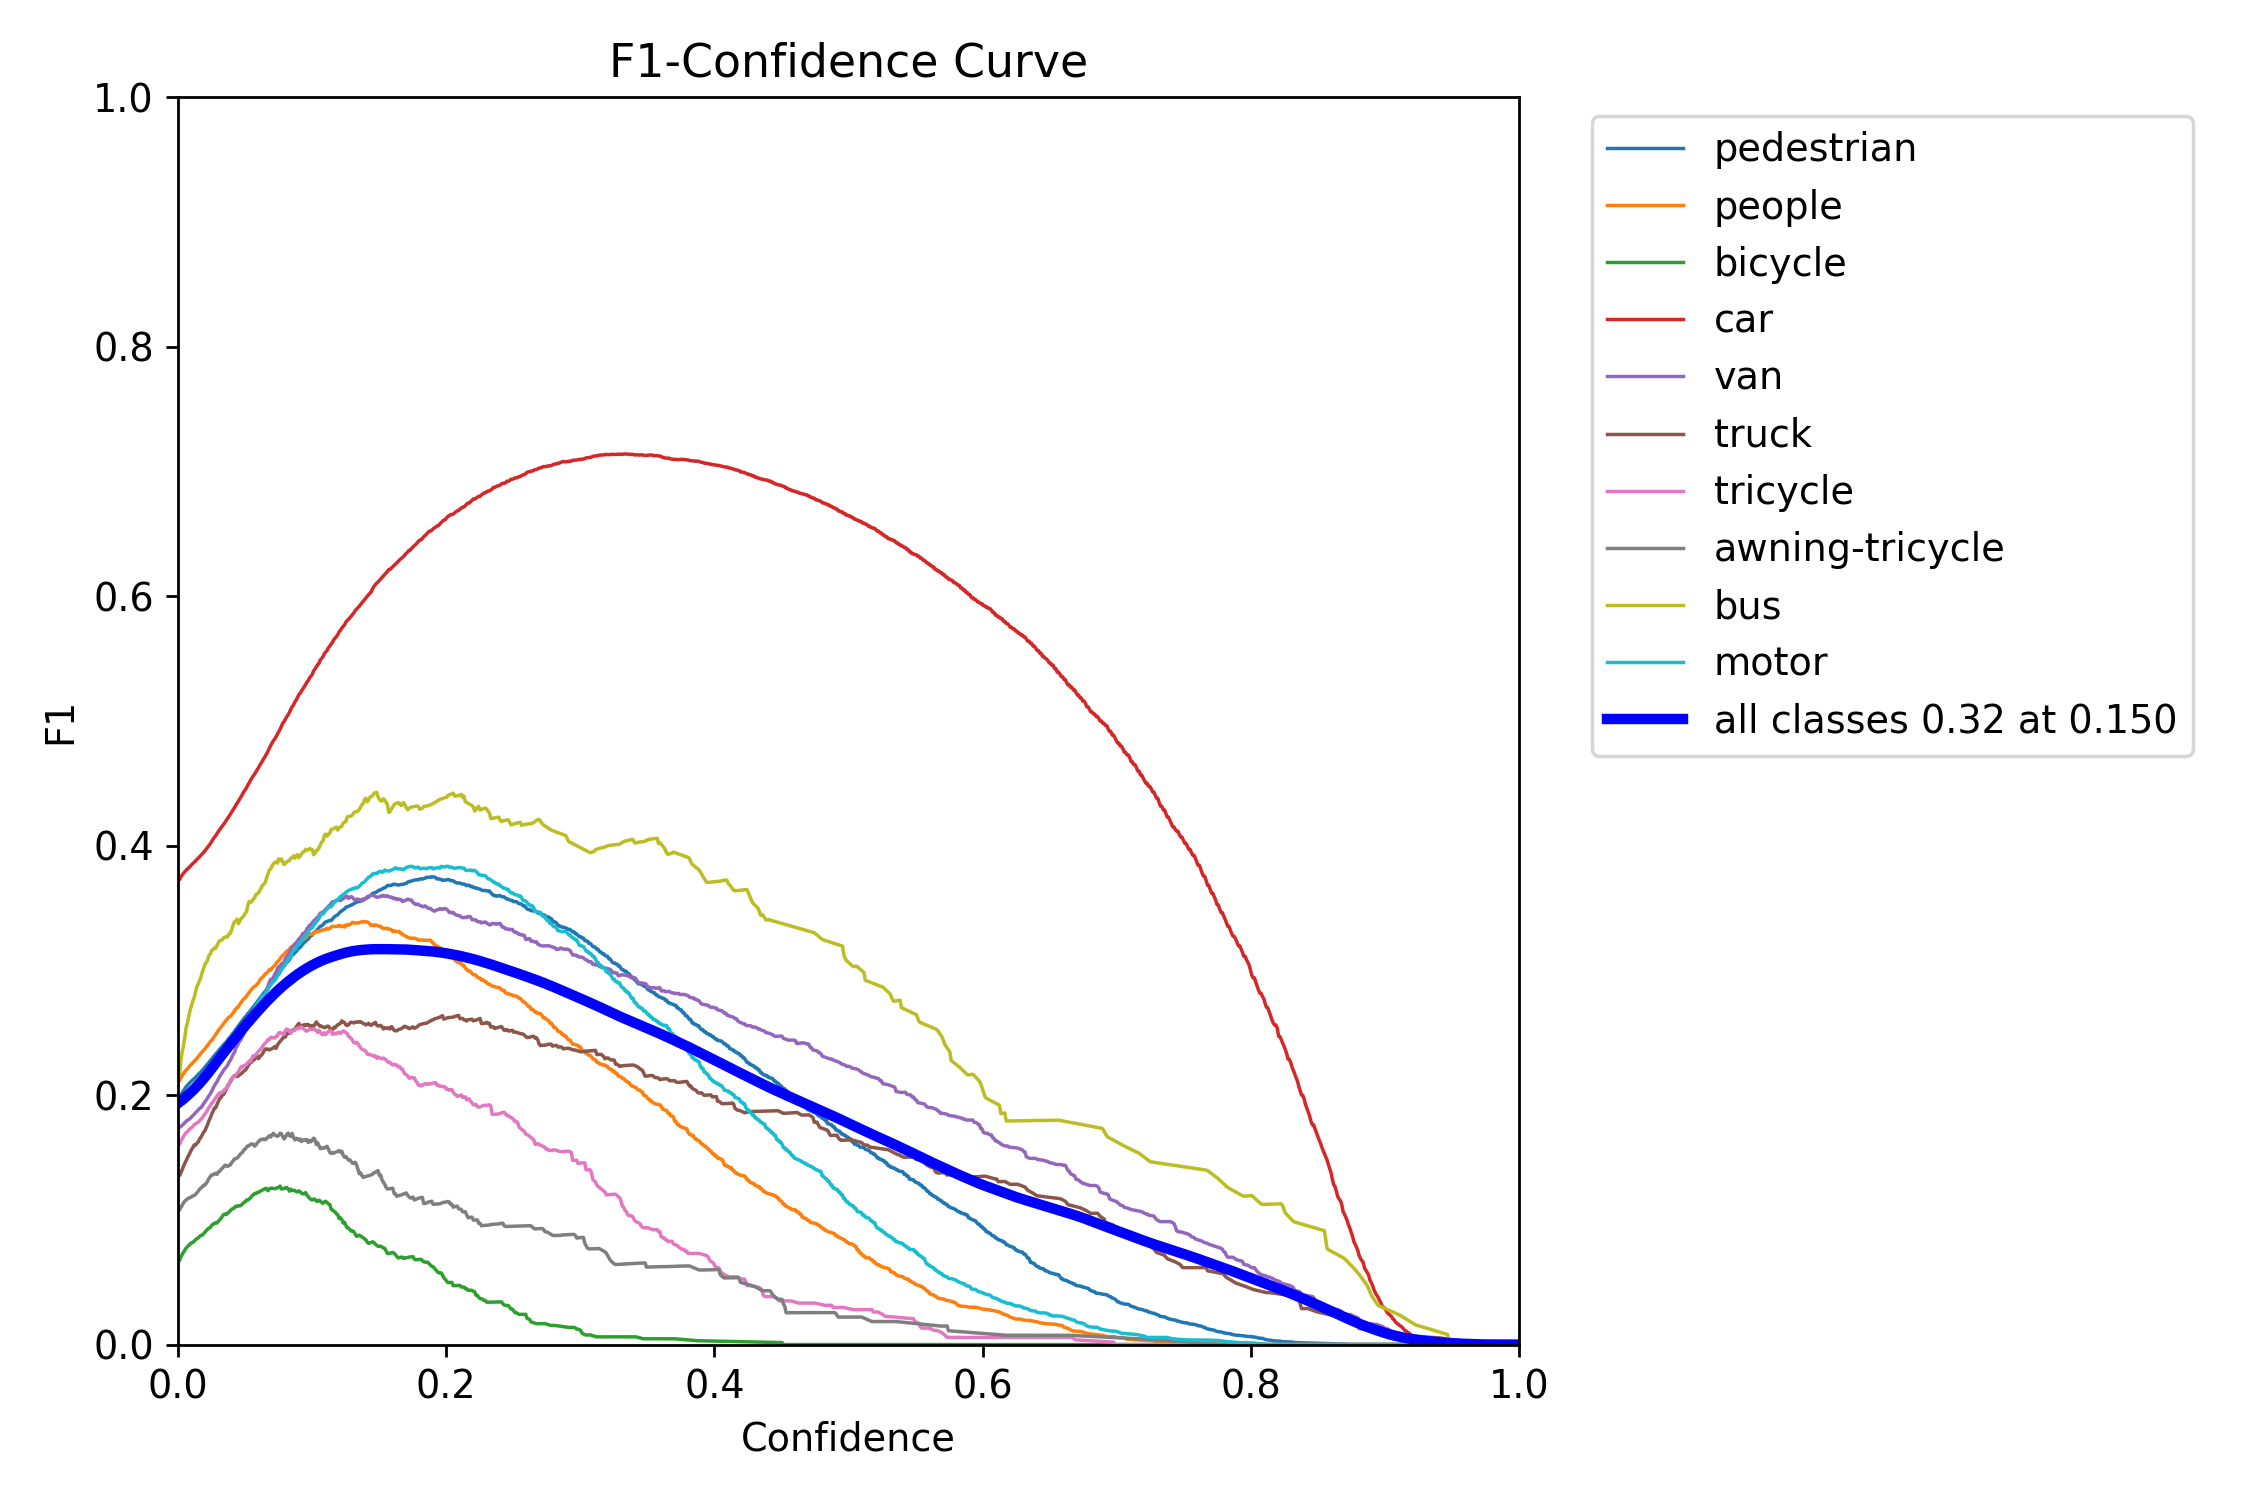 F1-Confidence Curve
1.0
0.8
0.6
0.4
0.2
0.0
F1
0.0 0.2 0.4 0.6 0.8 1.0
Confidence
pedestrian
people
bicycle
car
van
truck
tricycle
awning-tricycle
bus
motor
all classes 0.32 at 0.150